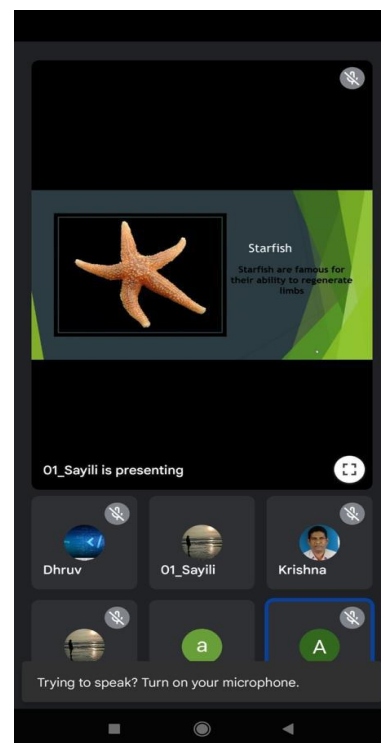 Starfish
Starfish are famous for
their ability to regenerate
limbs
01_Sayili is presenting
Dhruv
01_Sayili
Krishna
a
A
Trying to speak? Turn on your microphone.